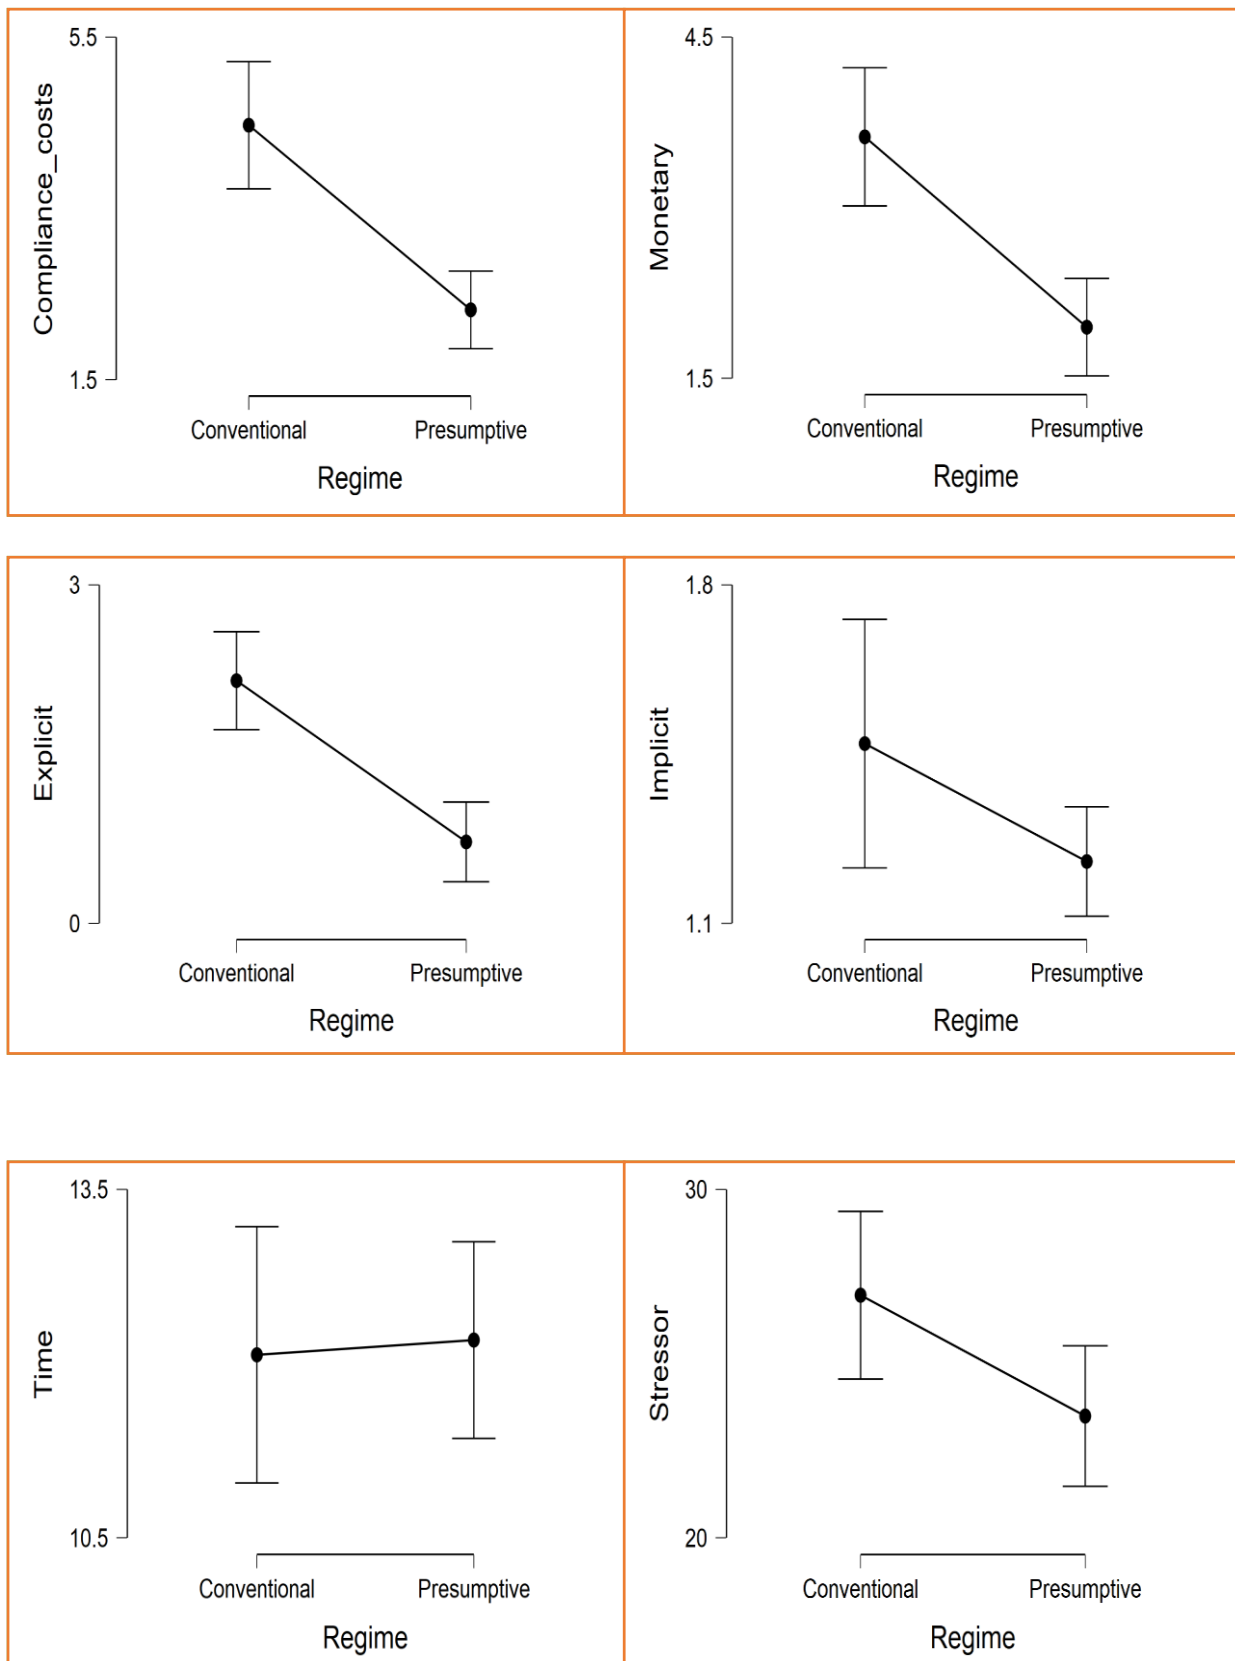 5.5
Compliance_costs
1.5
Conventional Presumptive
Regime
4.5
Monetary
1.5
Conventional Presumptive
Regime
3
Explicit
0
Conventional Presumptive
Regime
1.8
Implicit
1.1
Conventional Presumptive
Regime
13.5
Time
10.5
Conventional Presumptive
Regime
30
Stressor
20
Conventional Presumptive
Regime